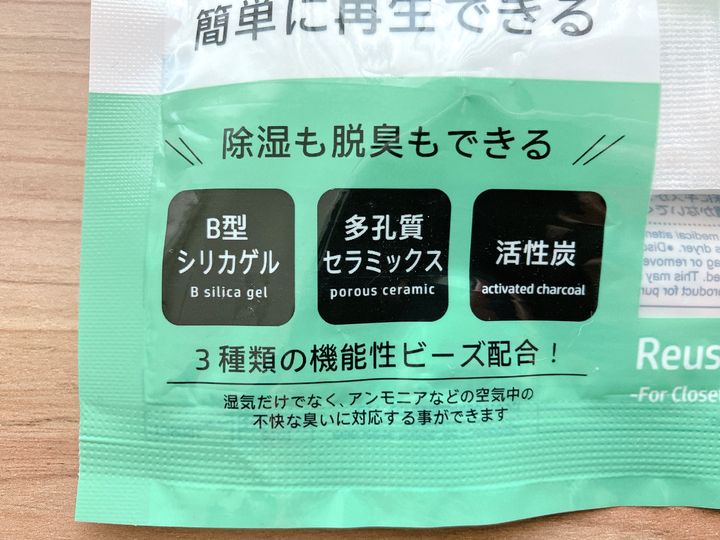 簡単に再生できる
除湿も脱臭もできる
B型
シリカゲル
B silica gel
多孔質
セラミックス
porous ceramic
活性炭
activated charcoal
3種類の機能性ビーズ配合！
湿気だけでなく、アンモニアなどの空気中の
不快な臭いに対応する事ができます
Reus
-For Close